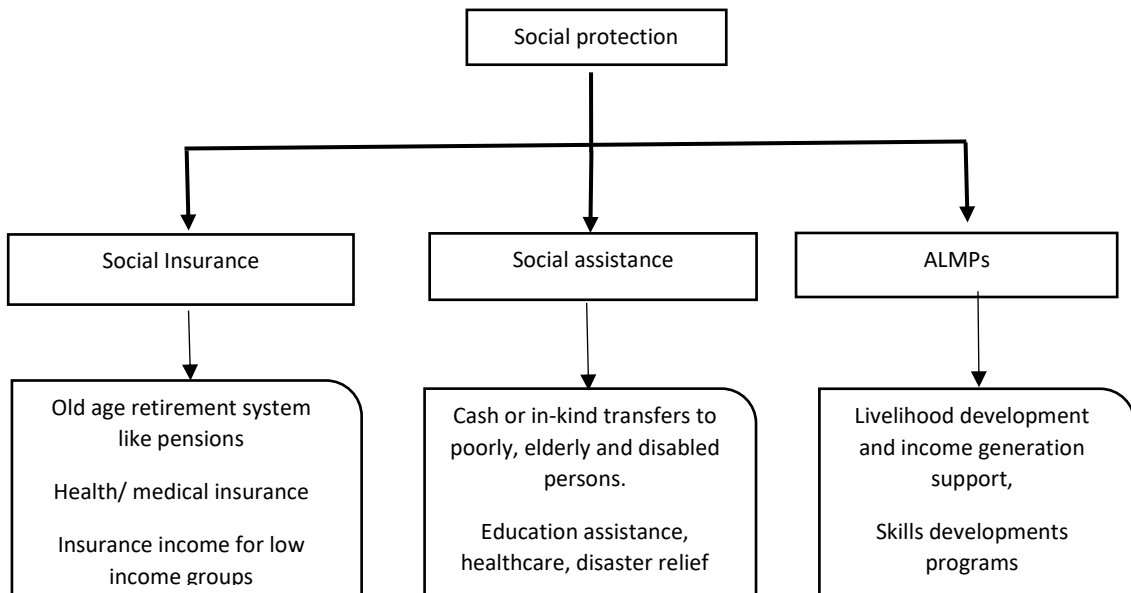 Social protection
Social Insurance
Social assistance
ALMPs
Old age retirement system
like pensions
Health/ medical insurance
Insurance income for low
income groups
Cash or in-kind transfers to
poorly, elderly and disabled
persons.
Education assistance,
healthcare, disaster relief
Livelihood development
and income generation
support,
Skills developments
programs